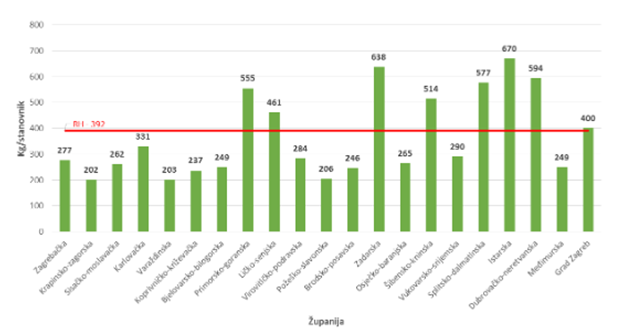 800
700
600
500
400
300
200
100
0
Kg/stanovnik
RH 392
277
202
262
331
203
237
249
555
461
284
206
246
638
265
514
290
577
670
594
249
400
Zagrebačka
Krapinsko-zagorska
Sisačko-moslavačka
Karlovačka
Varaždinska
Koprivničko-križevačka
Bjelovarsko-bilogorska
Primorsko-goranska
Ličko-senjska
Virovitičko-podravska
Požeško-slavonska
Brodsko-posavska
Zadarska
Osječko-baranjska
Šibensko-kninska
Vukovarsko-srijemska
Splitsko-dalmatinska
Istarska
Dubrovačko-neretvanska
Međimurska
Grad Zagreb
Županija